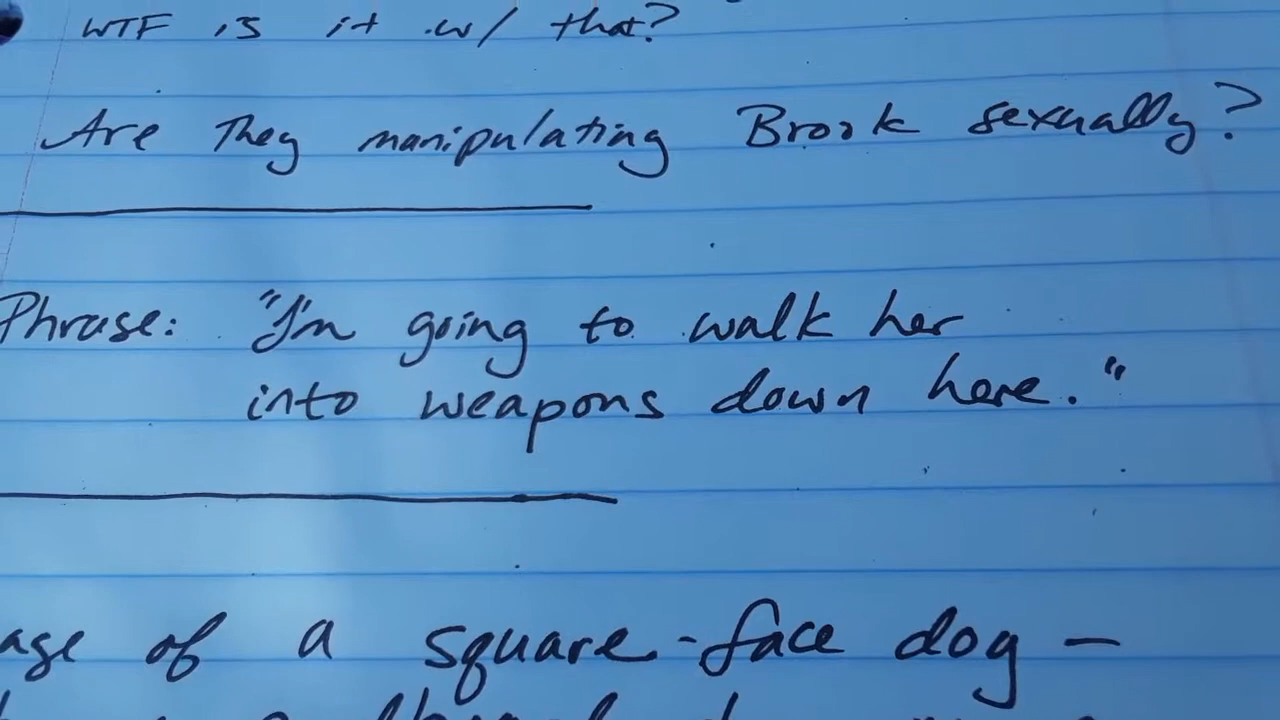 WTF is it w/ that?
Are they manipulating Brook sexually?
Phrase: "I'm going to walk her
into weapons down here."
age of a square-face dog -